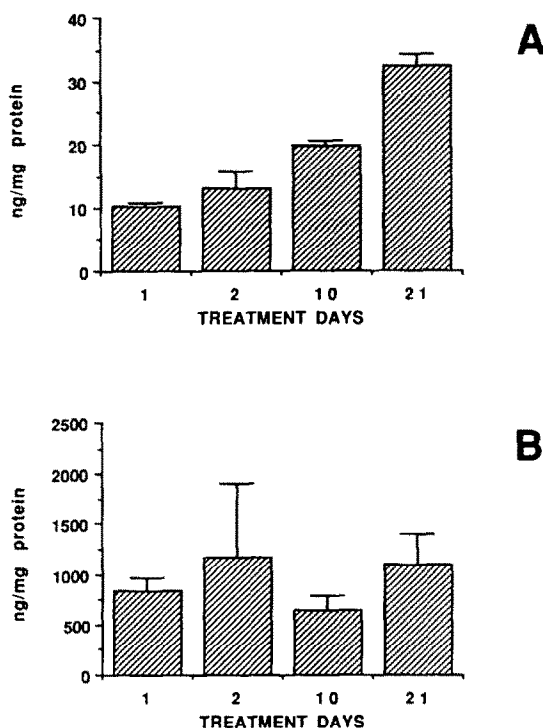 A
40
30
20
10
0
ng/mg protein
1 2 10 21
TREATMENT DAYS
B
2500
2000
1500
1000
500
0
ng/mg protein
1 2 10 21
TREATMENT DAYS